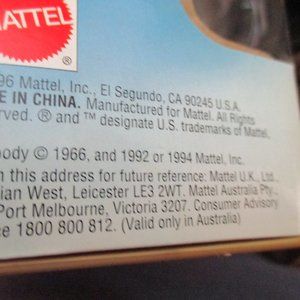 MATTEL
®
96 Mattel, Inc., El Segundo, CA 90245 U.S.A.
E IN CHINA. Manufactured for Mattel. All Rights
rved. ® and ™ designate U.S. trademarks of Mattel,
body © 1966, and 1992 or 1994 Mattel, Inc.
n this address for future reference: Mattel U.K., Ltd.,
ian West, Leicester LE3 2WT. Mattel Australia Pty.,
Port Melbourne, Victoria 3207. Consumer Advisory
ce 1800 800 812. (Valid only in Australia)